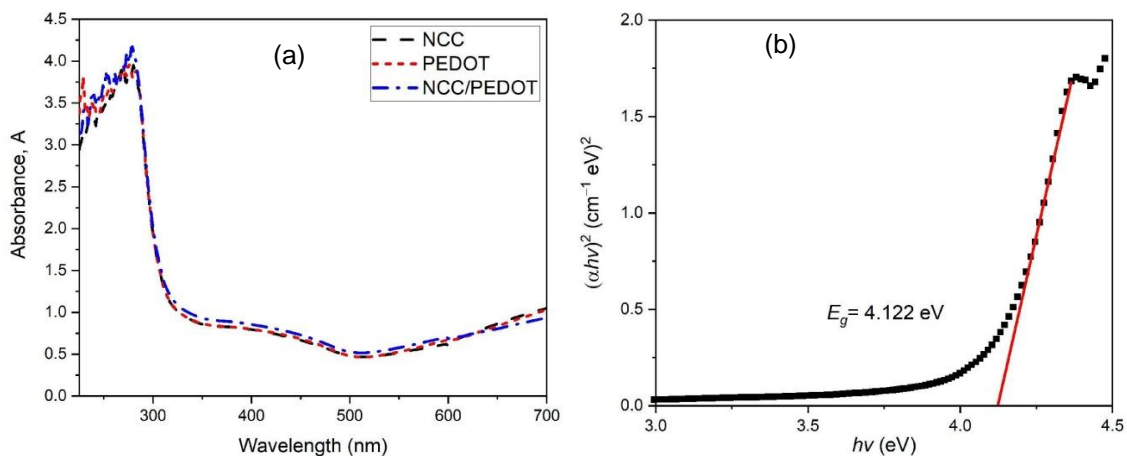 (a)
NCC
PEDOT
NCC/PEDOT
4.5
4.0
3.5
3.0
2.5
2.0
1.5
1.0
0.5
0.0
Absorbance, A
300
400
500
600
700
Wavelength (nm)
(b)
2.0
1.5
1.0
0.5
0.0
(αhv)² (cm⁻¹ eV)²
E_g= 4.122 eV
3.0
3.5
4.0
4.5
hv (eV)